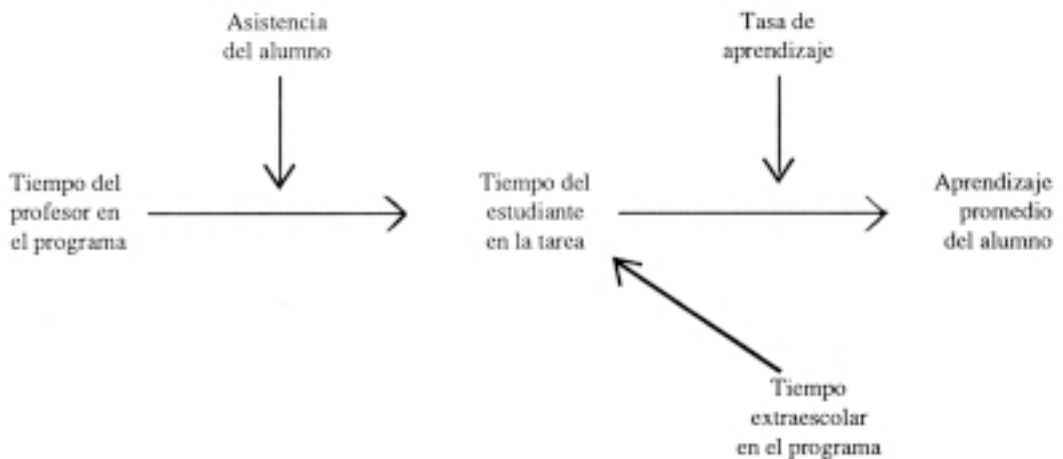 Asistencia
del alumno
Tasa de
aprendizaje
Tiempo del
profesor en
el programa
Tiempo del
estudiante
en la tarea
Aprendizaje
promedio
del alumno
Tiempo
extraescolar
en el programa